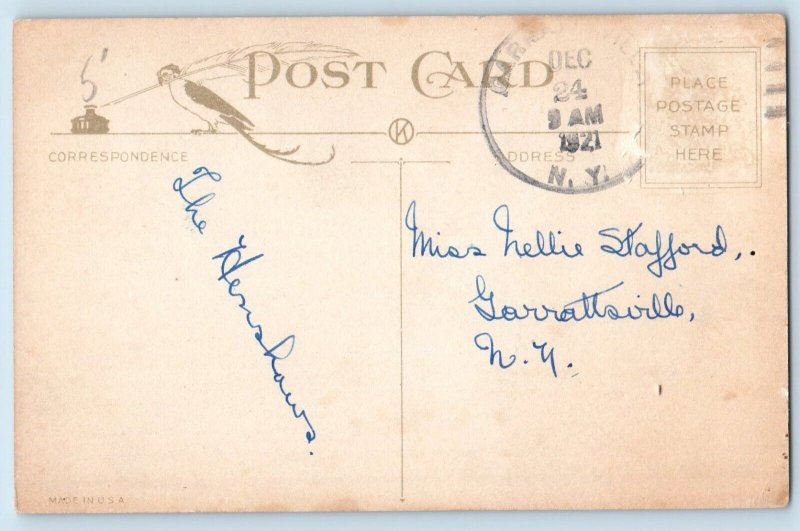 5'
POST CARD
DEC
24
9 AM
1921
N. Y.
PLACE
POSTAGE
STAMP
HERE
CORRESPONDENCE
ADDRESS
The Henshaws.
Miss Nellie Stafford,
Garrattsville,
N.Y.
MADE IN U.S.A.